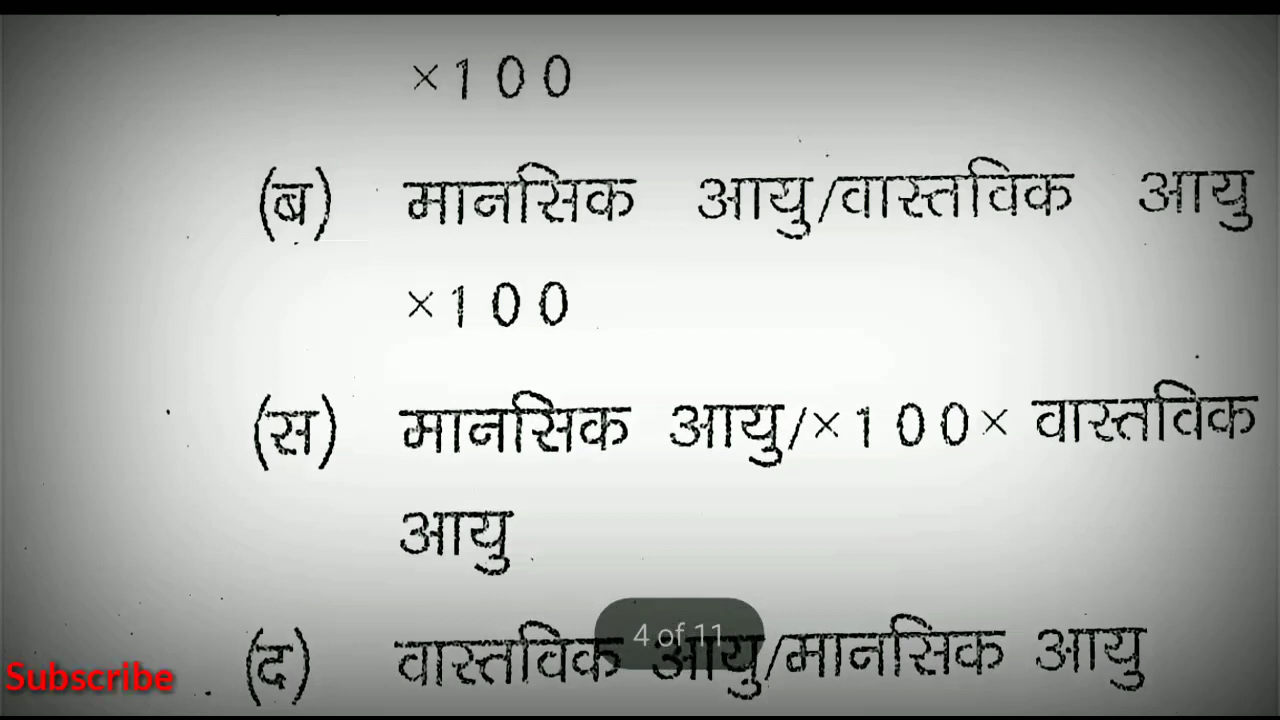 ×100
(ब) मानसिक आयु/वास्तविक आयु
×100
(स) मानसिक आयु/×100× वास्तविक
आयु
4 of 11
(द) वास्तविक आयु/मानसिक आयु
Subscribe